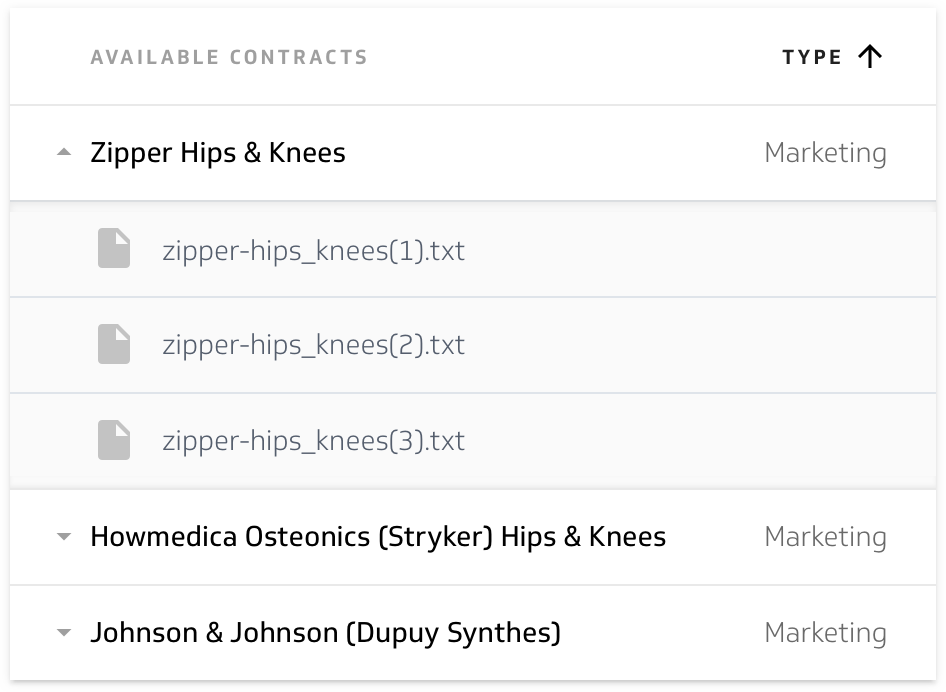 AVAILABLE CONTRACTS TYPE
Zipper Hips & Knees Marketing
zipper-hips_knees(1).txt
zipper-hips_knees(2).txt
zipper-hips_knees(3).txt
Howmedica Osteonics (Stryker) Hips & Knees Marketing
Johnson & Johnson (Dupuy Synthes) Marketing